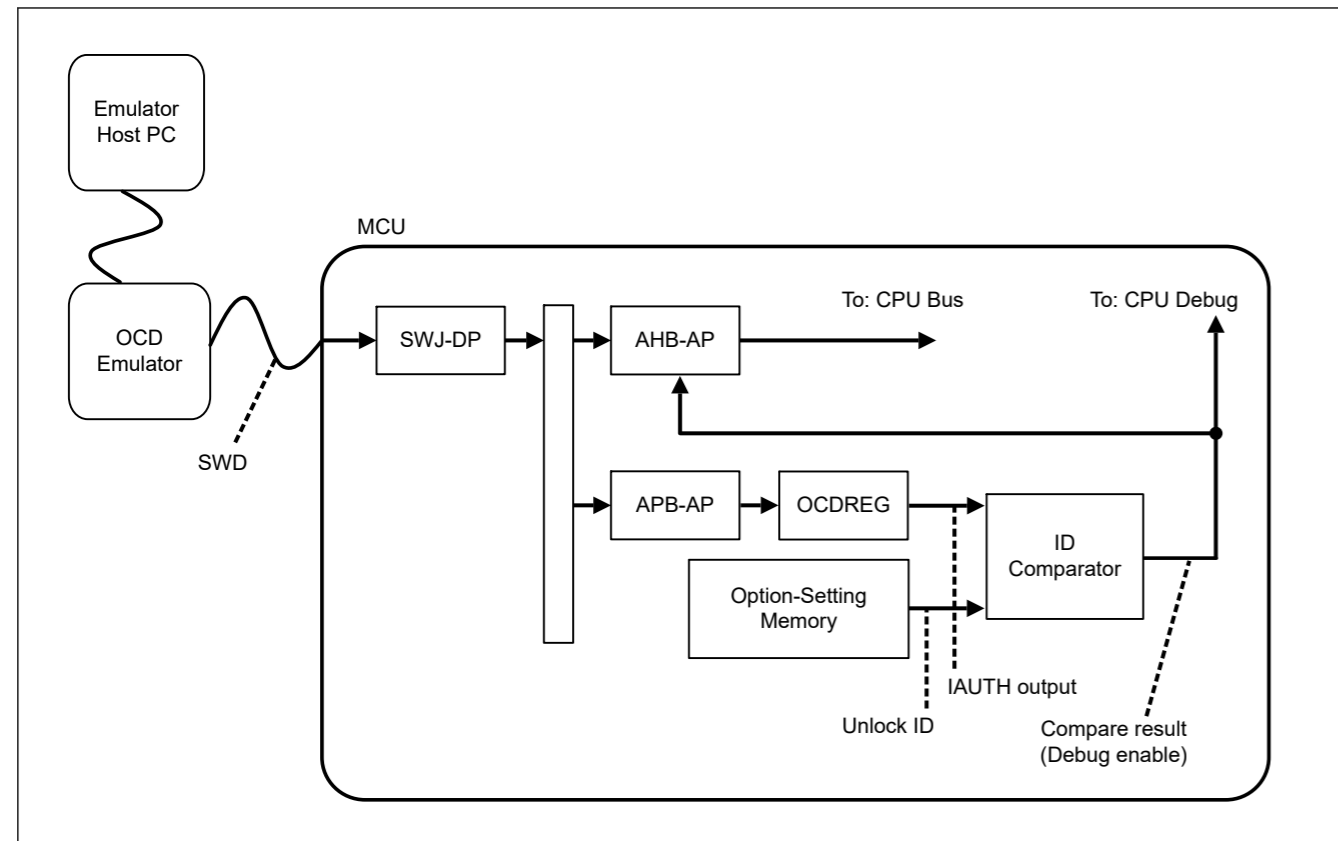 Emulator
Host PC
MCU
To: CPU Bus
To: CPU Debug
OCD
Emulator
SWJ-DP
AHB-AP
SWD
APB-AP
OCDREG
ID
Comparator
Option-Setting
Memory
IAUTH output
Unlock ID
Compare result
(Debug enable)